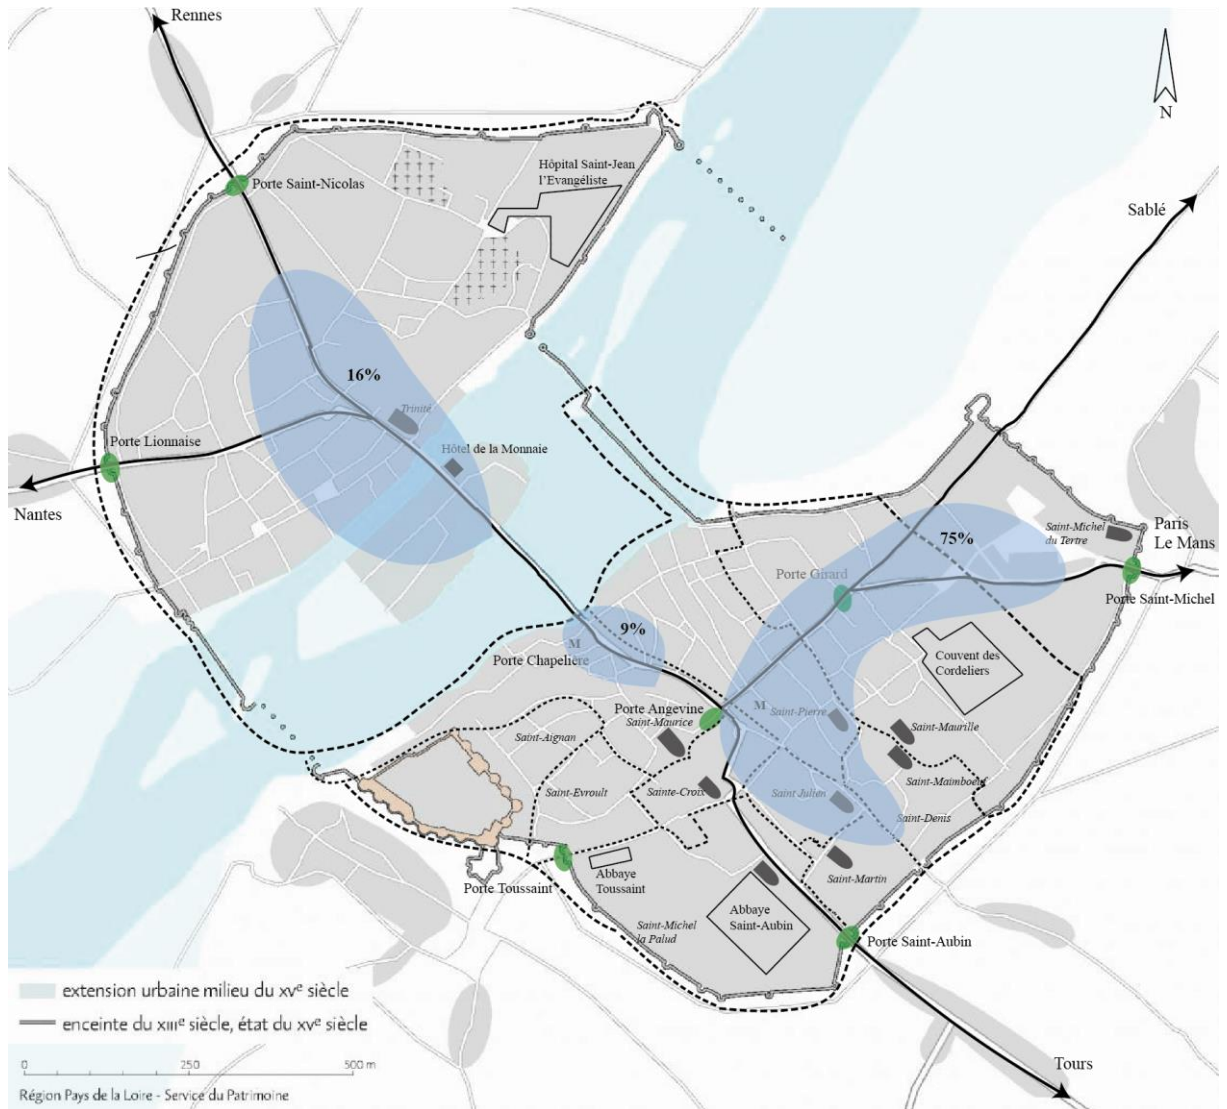 Rennes
N
Hôpital Saint-Jean
l'Evangéliste
Porte Saint-Nicolas
Sablé
16%
Trinité
Porte Lionnaise
Hôtel de la Monnaie
Nantes
75%
Saint-Michel
du Tertre
Paris
Le Mans
Porte Girard
Porte Saint-Michel
9%
M
Porte Chapelière
Couvent des
Cordeliers
Porte Angevine
M
Saint-Maurice
Saint-Pierre
Saint-Maurille
Saint-Aignan
Saint-Maimboeuf
Saint-Evroult
Sainte-Croix
Saint Julien
Saint-Denis
Porte Toussaint
Abbaye
Toussaint
Saint-Martin
Abbaye
Saint-Aubin
Saint-Michel
la Palud
Porte Saint-Aubin
extension urbaine milieu du XVe siècle
enceinte du XIIIe siècle, état du XVe siècle
0 250 500 m
Tours
Région Pays de la Loire - Service du Patrimoine